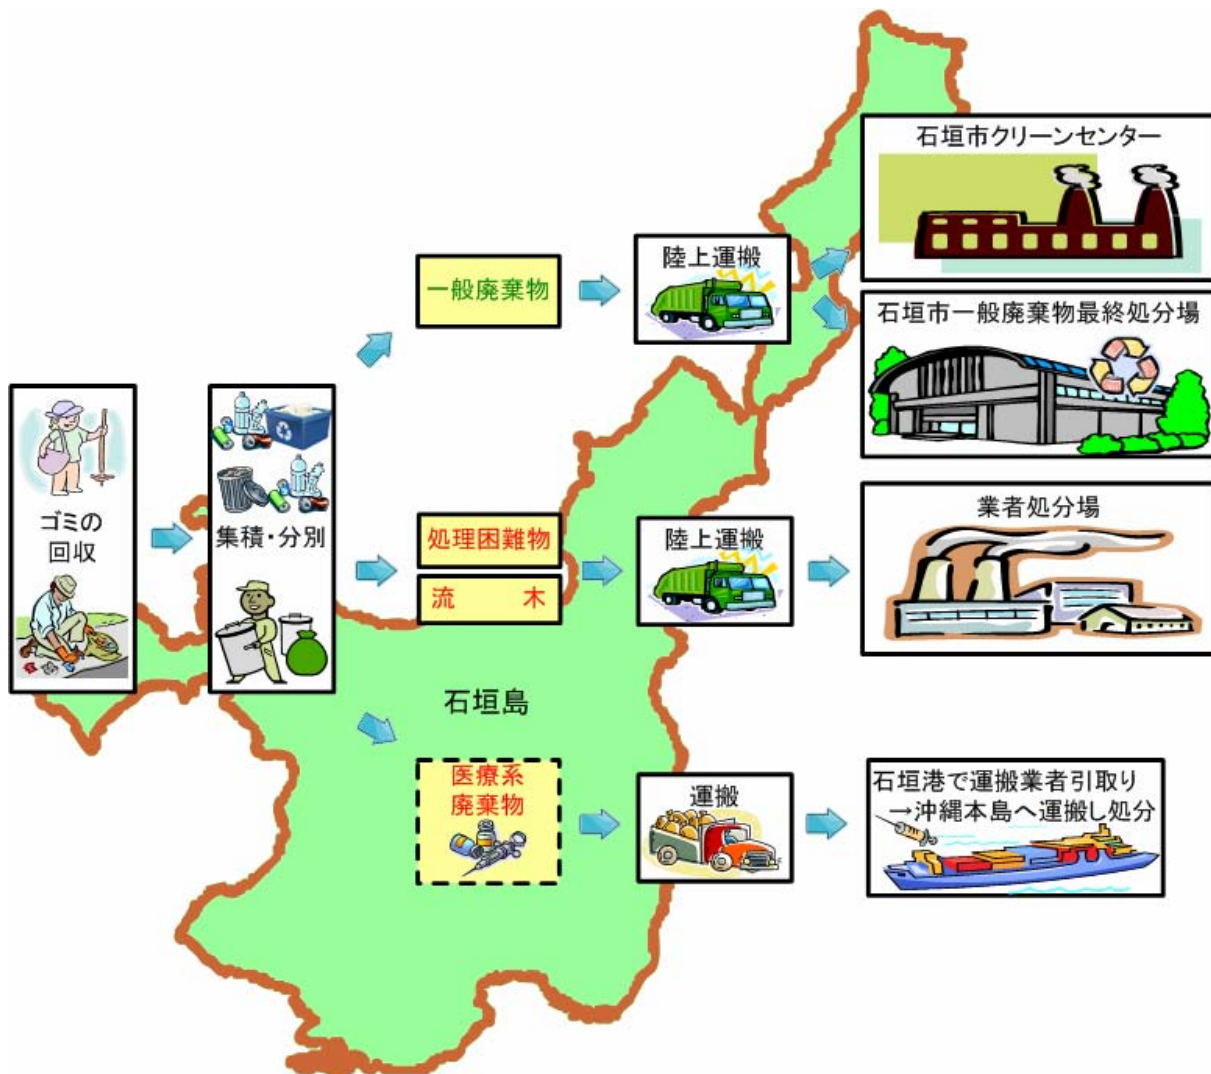 ゴミの
回収
集積・分別
一般廃棄物
陸上運搬
石垣市クリーンセンター
石垣市一般廃棄物最終処分場
処理困難物
流 木
陸上運搬
業者処分場
石垣島
医療系
廃棄物
運搬
石垣港で運搬業者引取り
→沖縄本島へ運搬し処分